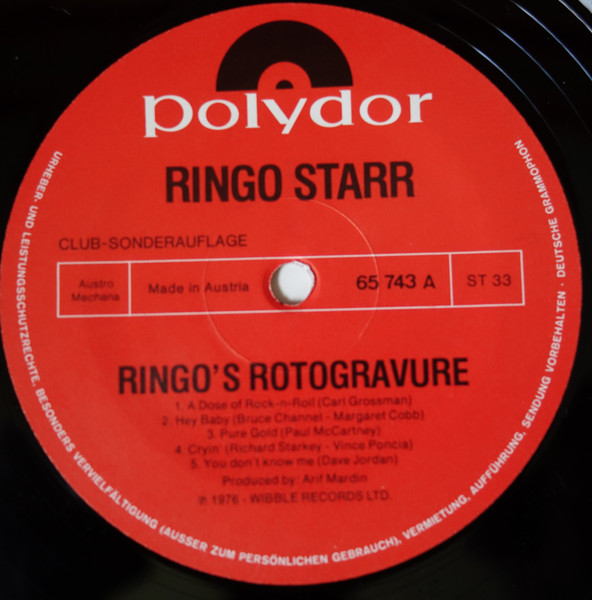 polydor
RINGO STARR
CLUB-SONDERAUFLAGE
Austro
Mechana
Made in Austria
65 743 A
ST 33
RINGO'S ROTOGRAVURE
1. A Dose of Rock-n-Roll (Carl Grossman)
2. Hey Baby (Bruce Channel - Margaret Cobb)
3. Pure Gold (Paul McCartney)
4. Cryin' (Richard Starkey - Vince Poncia)
5. You don't know me (Dave Jordan)
Produced by: Arif Mardin
℗ 1976 - WIBBLE RECORDS LTD.
URHEBER- UND LEISTUNGSSCHUTZRECHTE, BESONDERS VERVIELFÄLTIGUNG (AUSSER ZUM PERSÖNLICHEN GEBRAUCH), VERMIETUNG, AUFFÜHRUNG, SENDUNG VORBEHALTEN · DEUTSCHE GRAMMOPHON